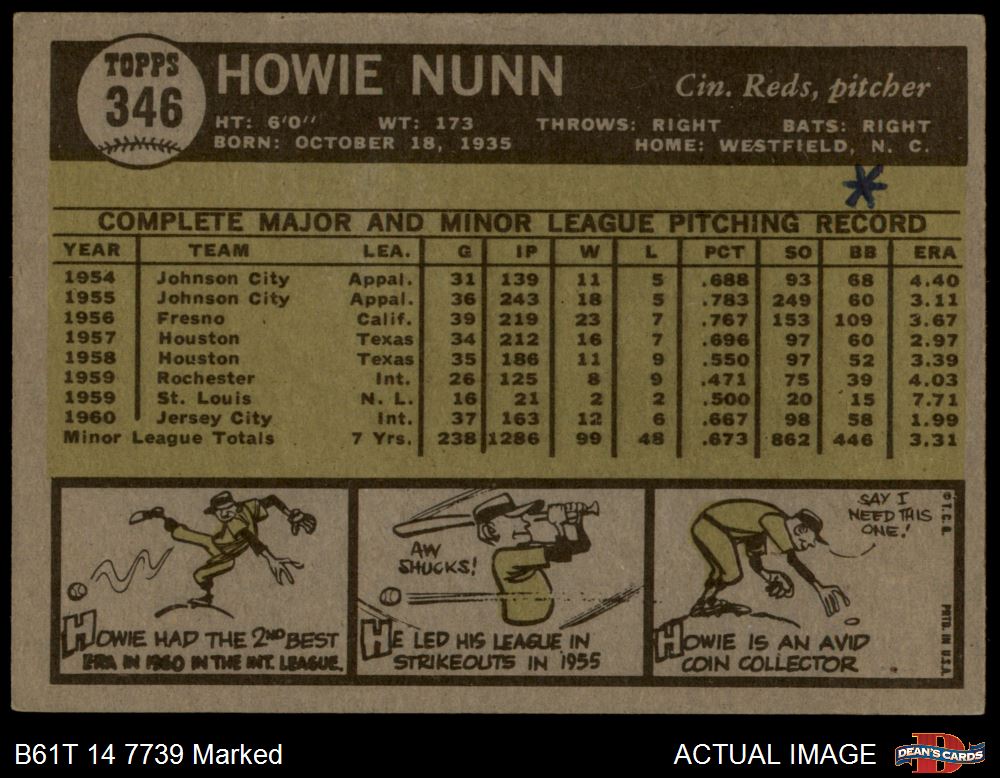 TOPPS
346
HOWIE NUNN
Cin. Reds, pitcher
HT: 6'0" WT: 173 THROWS: RIGHT BATS: RIGHT
BORN: OCTOBER 18, 1935 HOME: WESTFIELD, N. C.
COMPLETE MAJOR AND MINOR LEAGUE PITCHING RECORD
YEAR TEAM LEA. G IP W L PCT SO BB ERA
1954 Johnson City Appal. 31 139 11 5 .688 93 68 4.40
1955 Johnson City Appal. 36 243 18 5 .783 249 60 3.11
1956 Fresno Calif. 39 219 23 7 .767 153 109 3.67
1957 Houston Texas 34 212 16 7 .696 97 60 2.97
1958 Houston Texas 35 186 11 9 .550 97 52 3.39
1959 Rochester Int. 26 125 8 9 .471 75 39 4.03
1959 St. Louis N. L. 16 21 2 2 .500 20 15 7.71
1960 Jersey City Int. 37 163 12 6 .667 98 58 1.99
Minor League Totals 7 Yrs. 238 1286 99 48 .673 862 446 3.31
HOWIE HAD THE 2ND BEST
ERA IN 1960 IN THE INT. LEAGUE.
AW
SHUCKS!
HE LED HIS LEAGUE IN
STRIKEOUTS IN 1955
SAY I
NEED THIS
ONE!
HOWIE IS AN AVID
COIN COLLECTOR
© T.C.G.
PRTD. IN U.S.A.
B61T 14 7739 Marked
ACTUAL IMAGE
DEAN'S CARDS